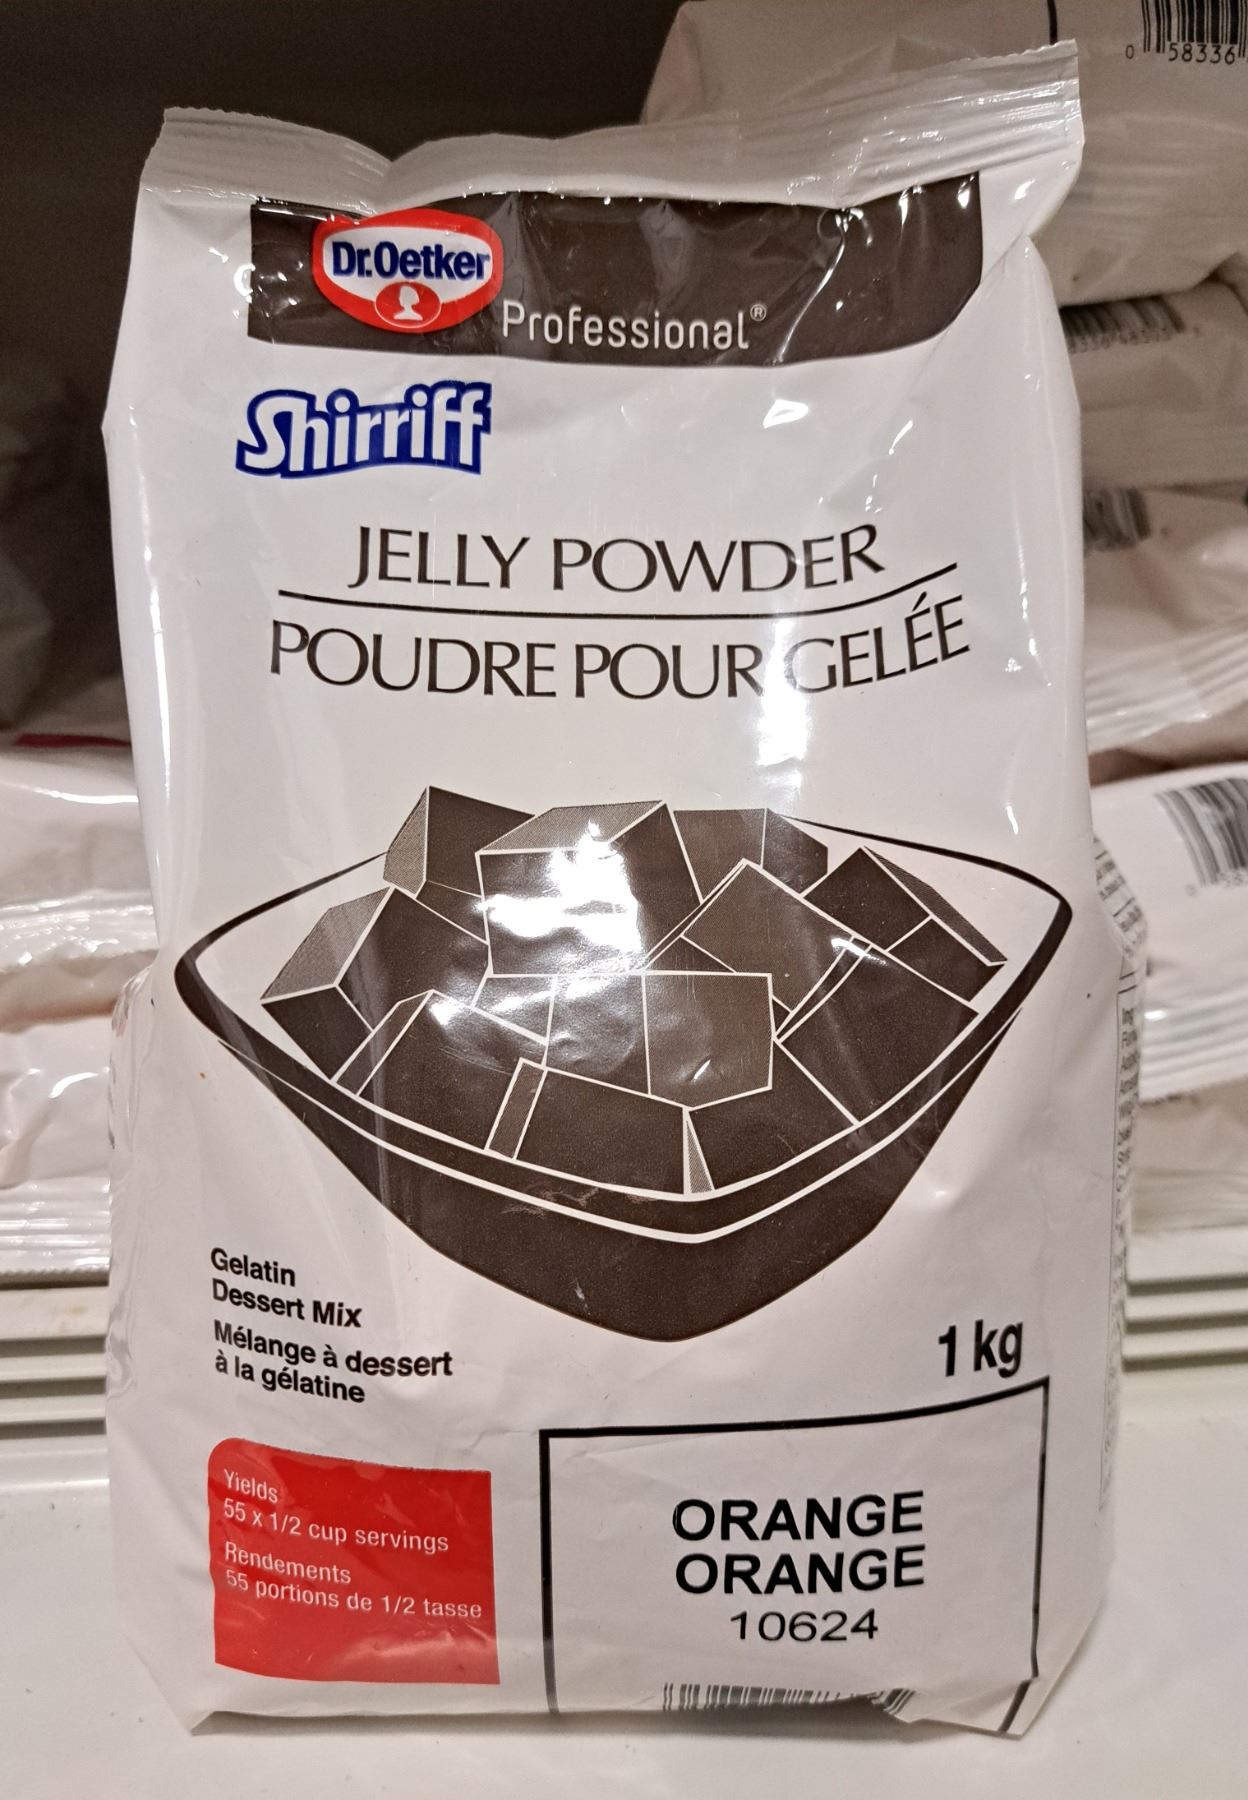 Dr.Oetker
Professional®
Shirriff
JELLY POWDER
POUDRE POUR GELÉE
Gelatin
Dessert Mix
Mélange à dessert
à la gélatine
1 kg
Yields
55 x 1/2 cup servings
Rendements
55 portions de 1/2 tasse
ORANGE
ORANGE
10624
0 58336